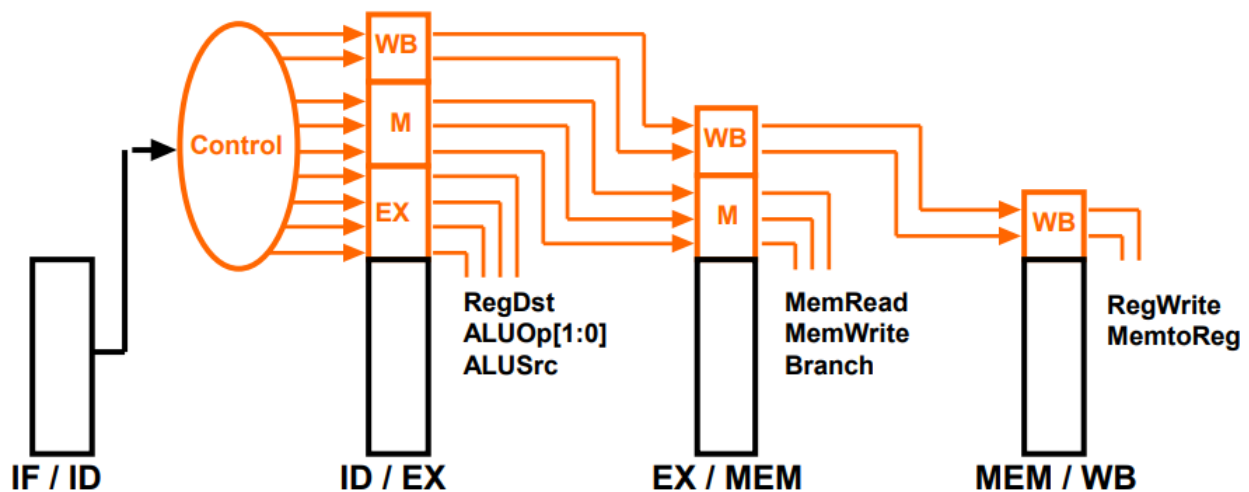 WB
M
Control
EX
WB
M
WB
RegDst
ALUOp[1:0]
ALUSrc
MemRead
MemWrite
Branch
RegWrite
MemtoReg
IF / ID
ID / EX
EX / MEM
MEM / WB